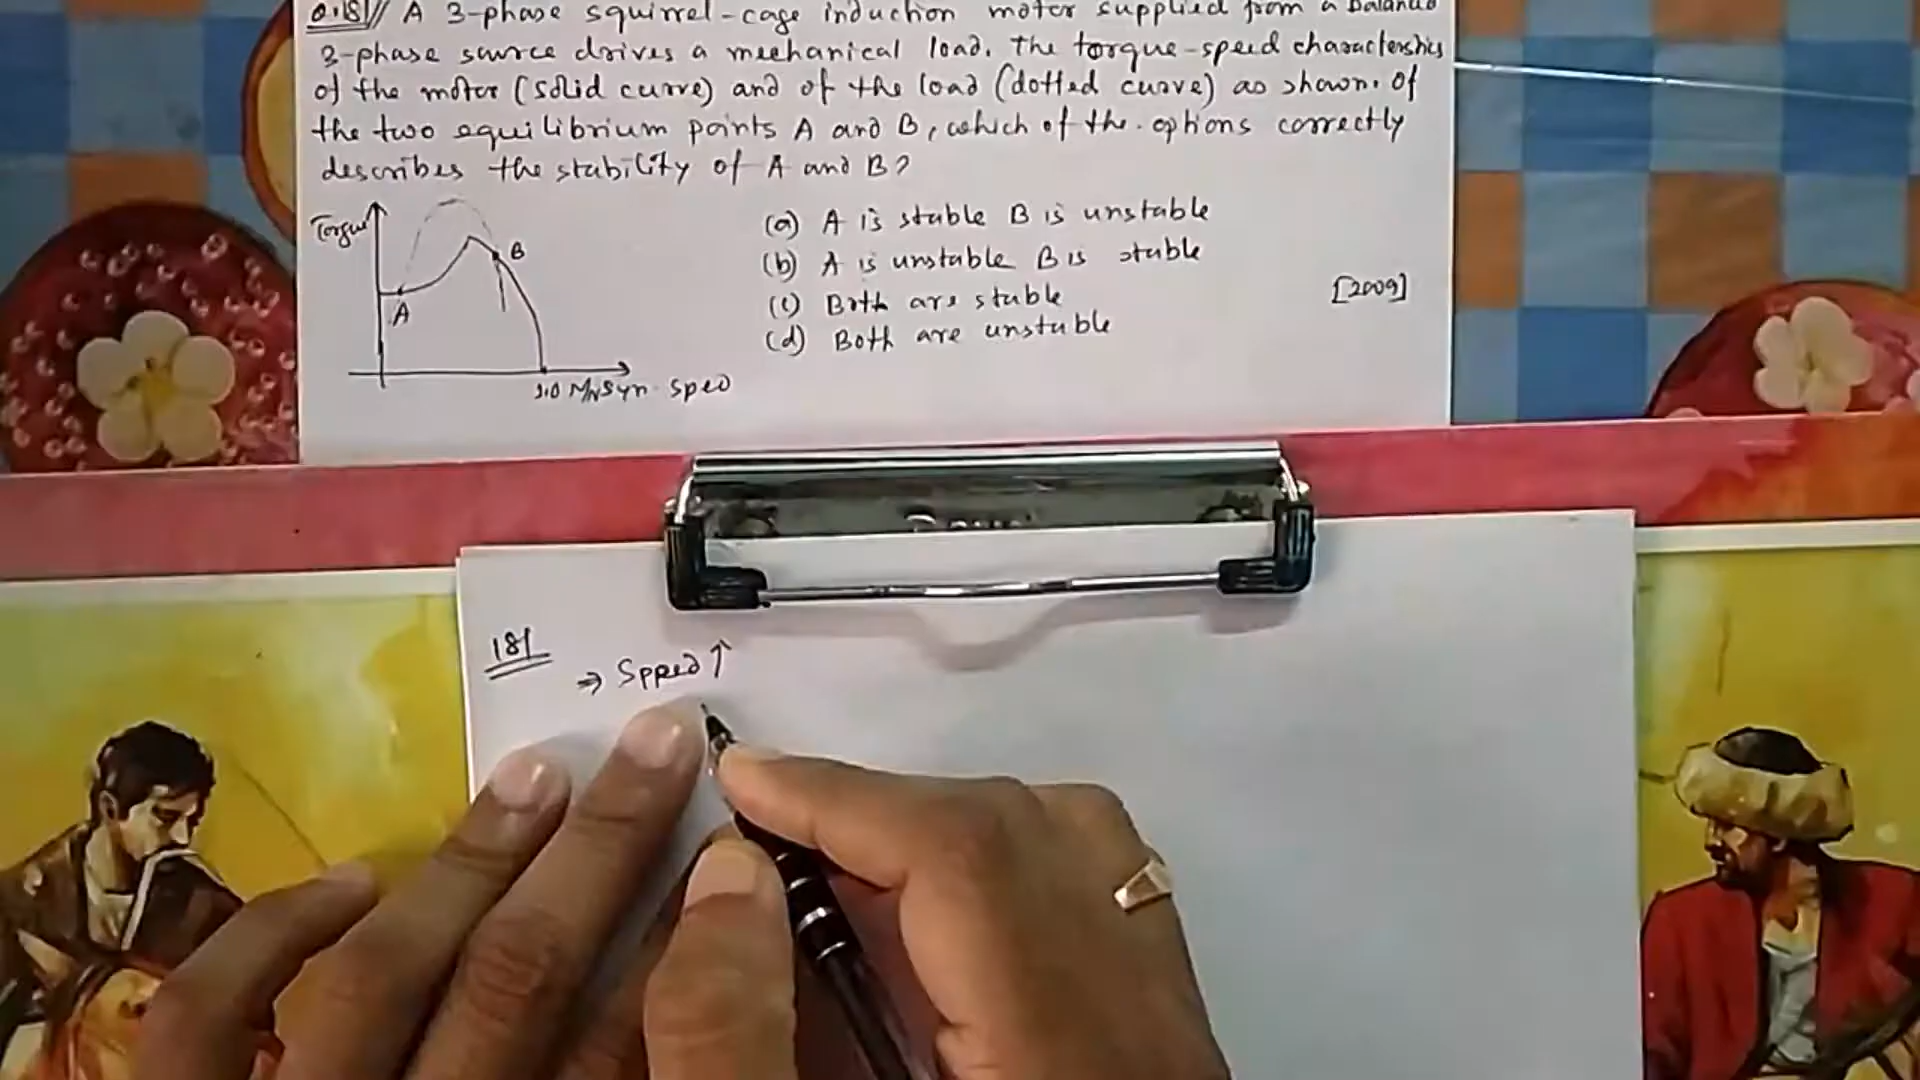 Q.181// A 3-phase squirrel-cage induction motor supplied from a balanced
3-phase source drives a mechanical load. The torque-speed characteristics
of the motor (solid curve) and of the load (dotted curve) as shown. Of
the two equilibrium points A and B, which of the options correctly
describes the stability of A and B?
Torque
B
A
(a) A is stable B is unstable
(b) A is unstable B is stable
(c) Both are stable
(d) Both are unstable
[2009]
Syn. Speed
181
⇒ Speed ↑